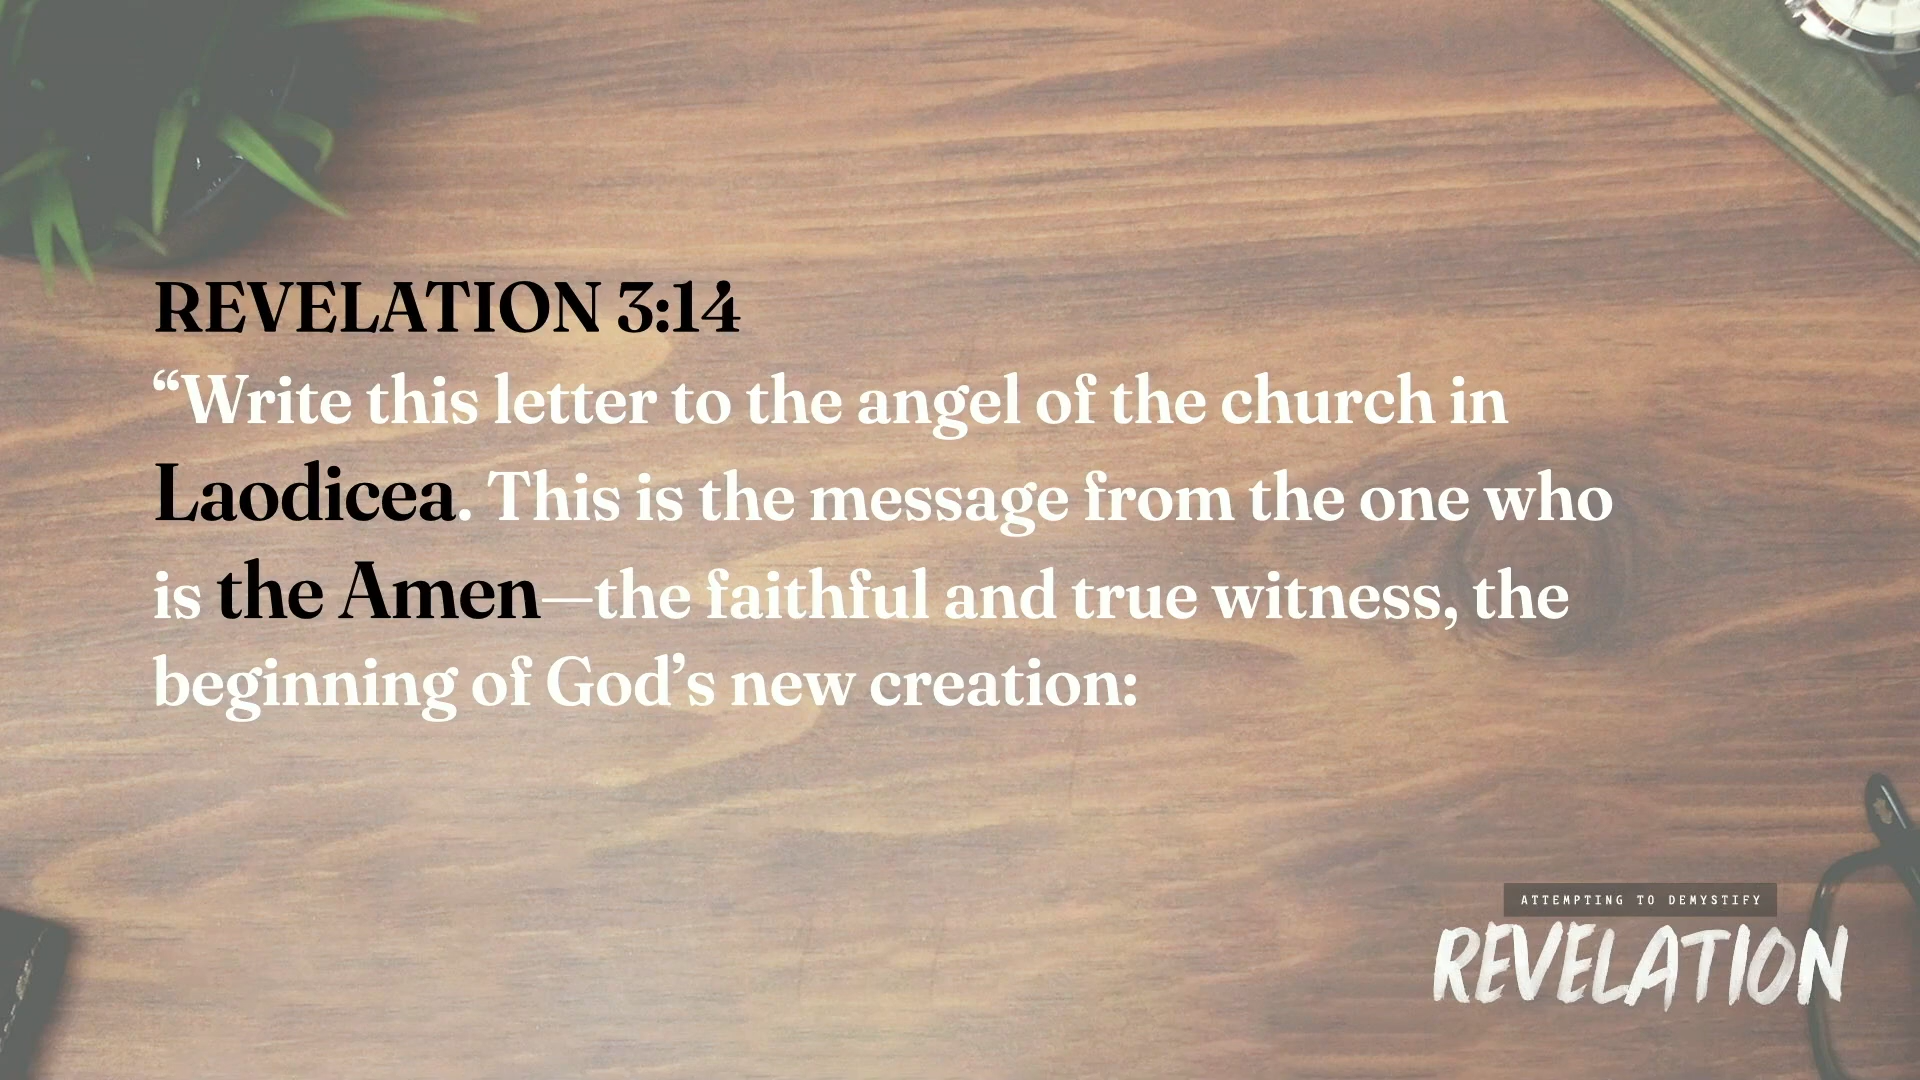 REVELATION 3:14
“Write this letter to the angel of the church in
Laodicea. This is the message from the one who
is the Amen—the faithful and true witness, the
beginning of God’s new creation:
ATTEMPTING TO DEMYSTIFY
REVELATION